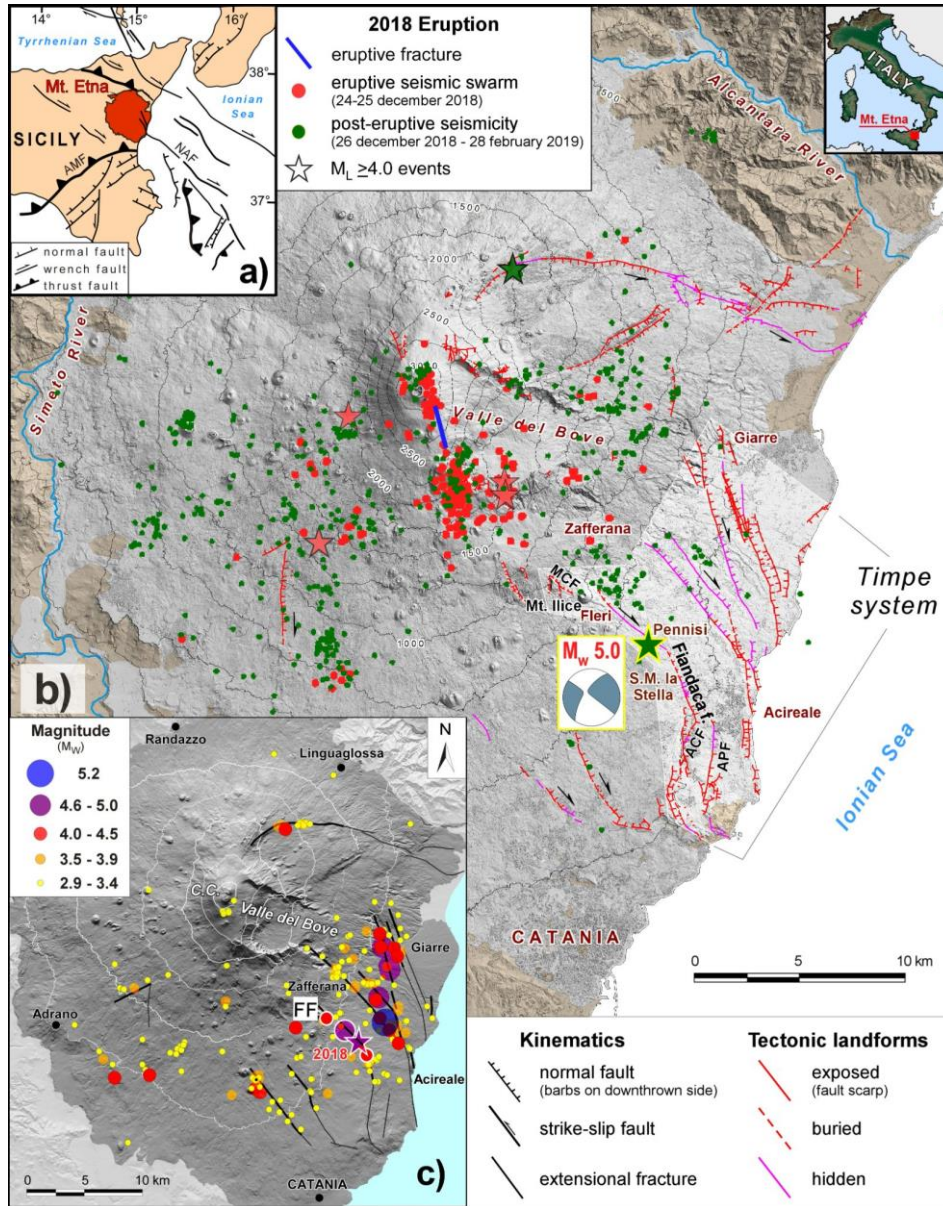 14°
15°
16°
Tyrrhenian Sea
Mt. Etna
38°
Ionian
Sea
SICILY
AMF
NAF
37°
normal fault
wrench fault
thrust fault
a)
2018 Eruption
eruptive fracture
eruptive seismic swarm
(24-25 december 2018)
post-eruptive seismicity
(26 december 2018 - 28 february 2019)
ML ≥4.0 events
ITALY
Mt. Etna
500
Alcantara River
1500
2000
2500
Simeto River
Valle del Bove
Giarre
2500
2000
1500
Zafferana
Timpe
system
MCF
Mt. Ilice
Fleri
1000
Pennisi
MW 5.0
S.M. la
Stella
Fiandaca f.
ACF
APF
Acireale
Ionian Sea
b)
CATANIA
0 5 10 km
Magnitude
(MW)
5.2
4.6 - 5.0
4.0 - 4.5
3.5 - 3.9
2.9 - 3.4
Randazzo
Linguaglossa
N
C.C.
Valle del Bove
Giarre
Zafferana
FF
Adrano
2018
Acireale
0 5 10 km
CATANIA
c)
Kinematics
normal fault
(barbs on downthrown side)
strike-slip fault
extensional fracture
Tectonic landforms
exposed
(fault scarp)
buried
hidden